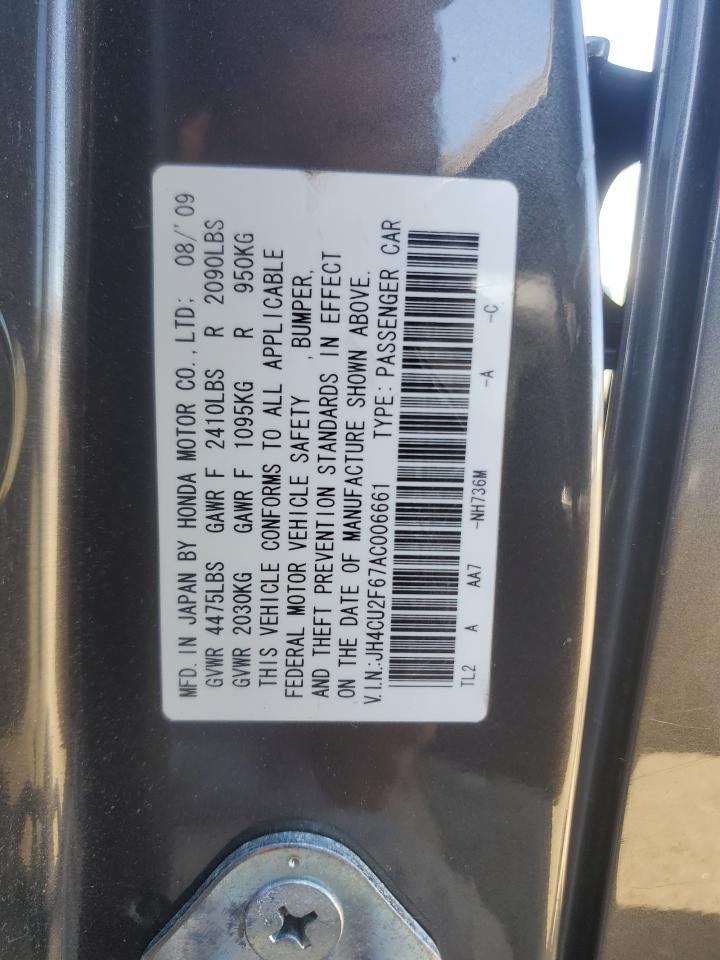 MFD. IN JAPAN BY HONDA MOTOR CO., LTD; 08/'09
GVWR 4475LBS GAWR F 2410LBS R 2090LBS
GVWR 2030KG GAWR F 1095KG R 950KG
THIS VEHICLE CONFORMS TO ALL APPLICABLE
FEDERAL MOTOR VEHICLE SAFETY , BUMPER,
AND THEFT PREVENTION STANDARDS IN EFFECT
ON THE DATE OF MANUFACTURE SHOWN ABOVE.
V.I.N.:JH4CU2F67AC006661 TYPE: PASSENGER CAR
TL2 A AA7 -NH736M -A -C